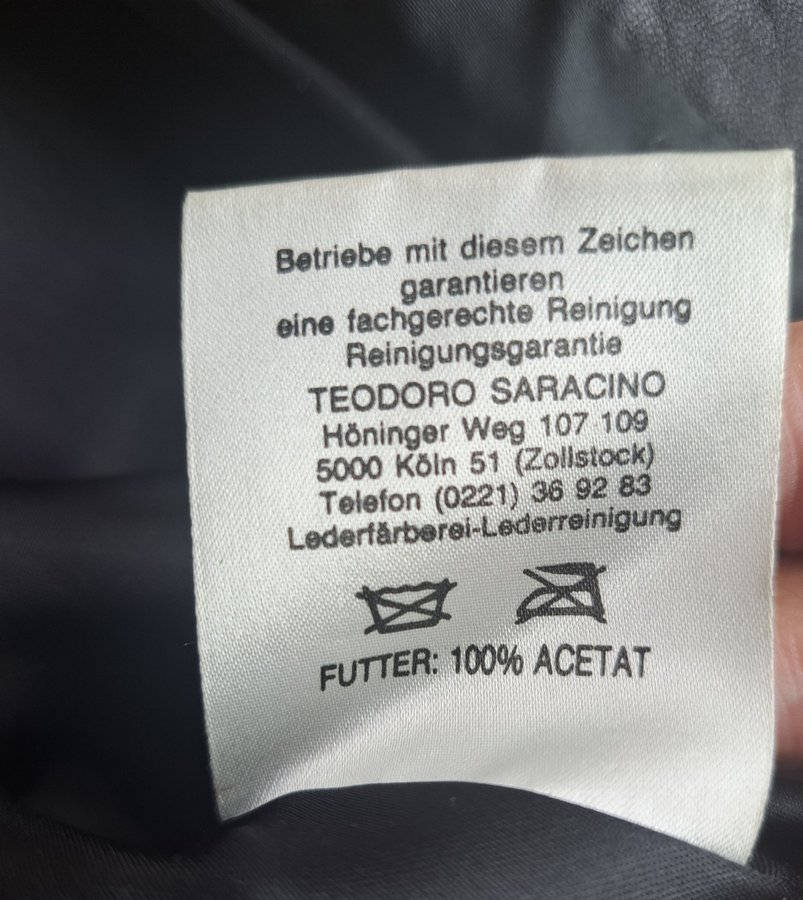 Betriebe mit diesem Zeichen
garantieren
eine fachgerechte Reinigung
Reinigungsgarantie
TEODORO SARACINO
Höninger Weg 107 109
5000 Köln 51 (Zollstock)
Telefon (0221) 36 92 83
Lederfärberei-Lederreinigung
FUTTER: 100% ACETAT